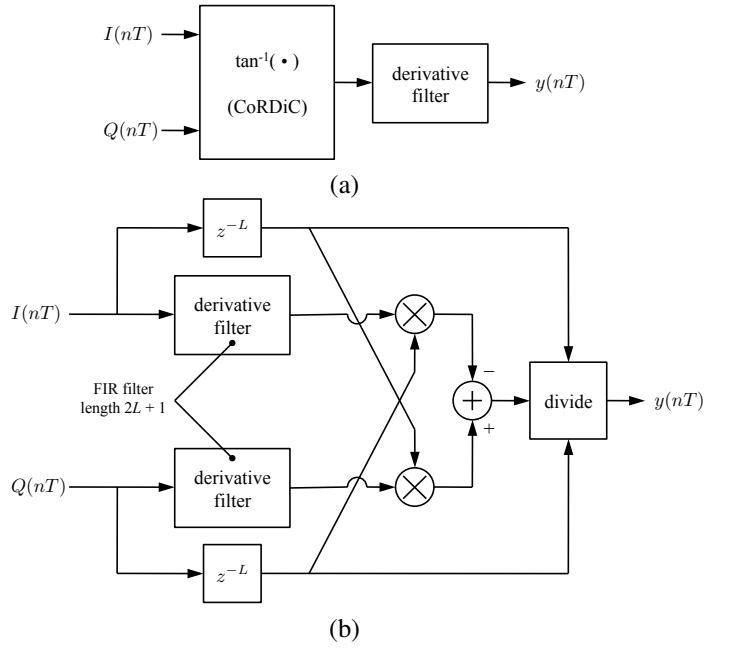 I(nT)
Q(nT)
tan⁻¹( • )
(CoRDiC)
derivative
filter
y(nT)
(a)
z⁻ᴸ
I(nT)
derivative
filter
FIR filter
length 2L + 1
Q(nT)
derivative
filter
z⁻ᴸ
×
×
−
+
+
divide
y(nT)
(b)